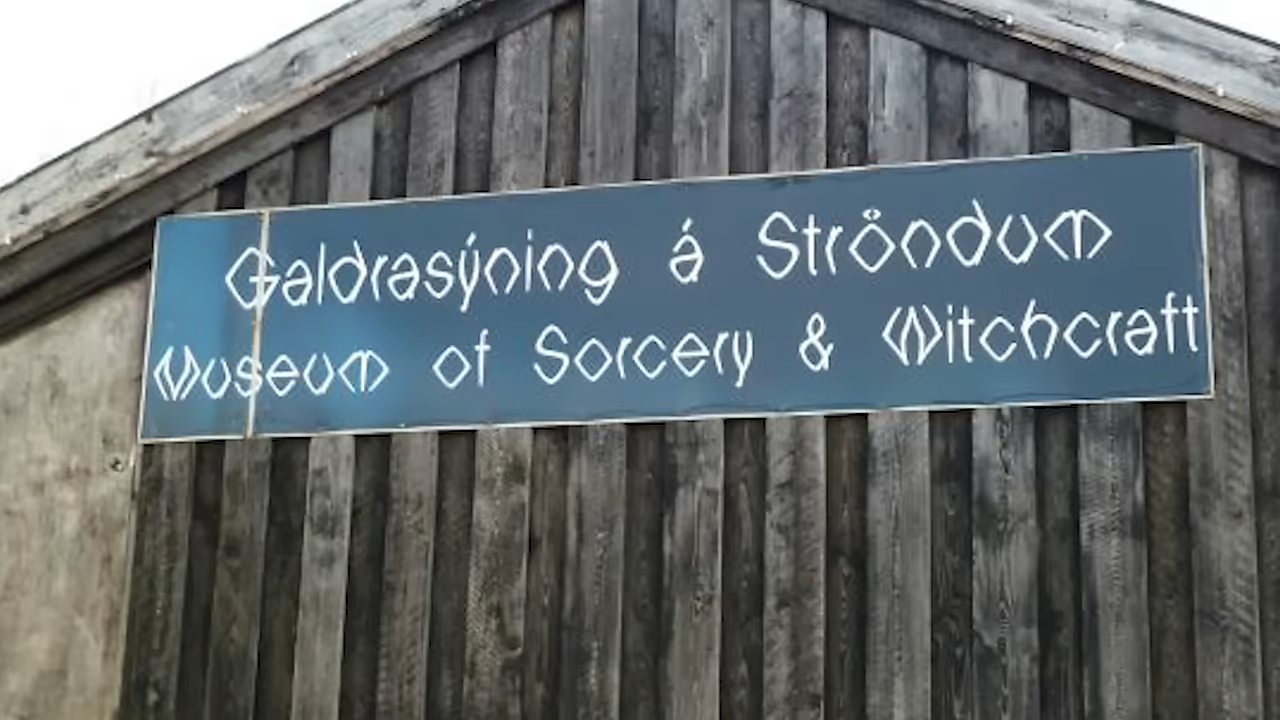 Galdrasýning á Ströndum
Museum of Sorcery & Witchcraft